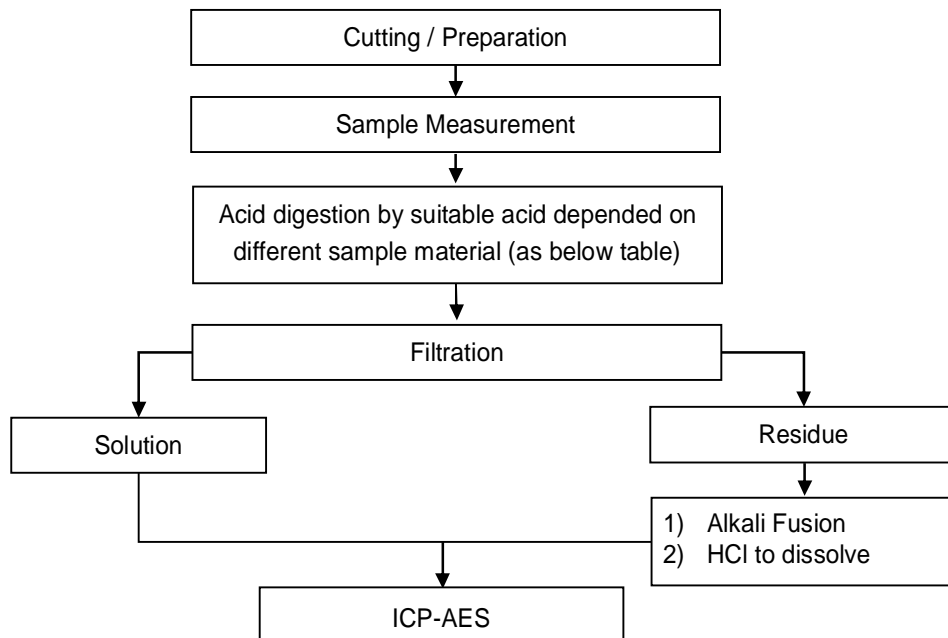 Cutting / Preparation
Sample Measurement
Acid digestion by suitable acid depended on
different sample material (as below table)
Filtration
Solution
Residue
1) Alkali Fusion
2) HCl to dissolve
ICP-AES